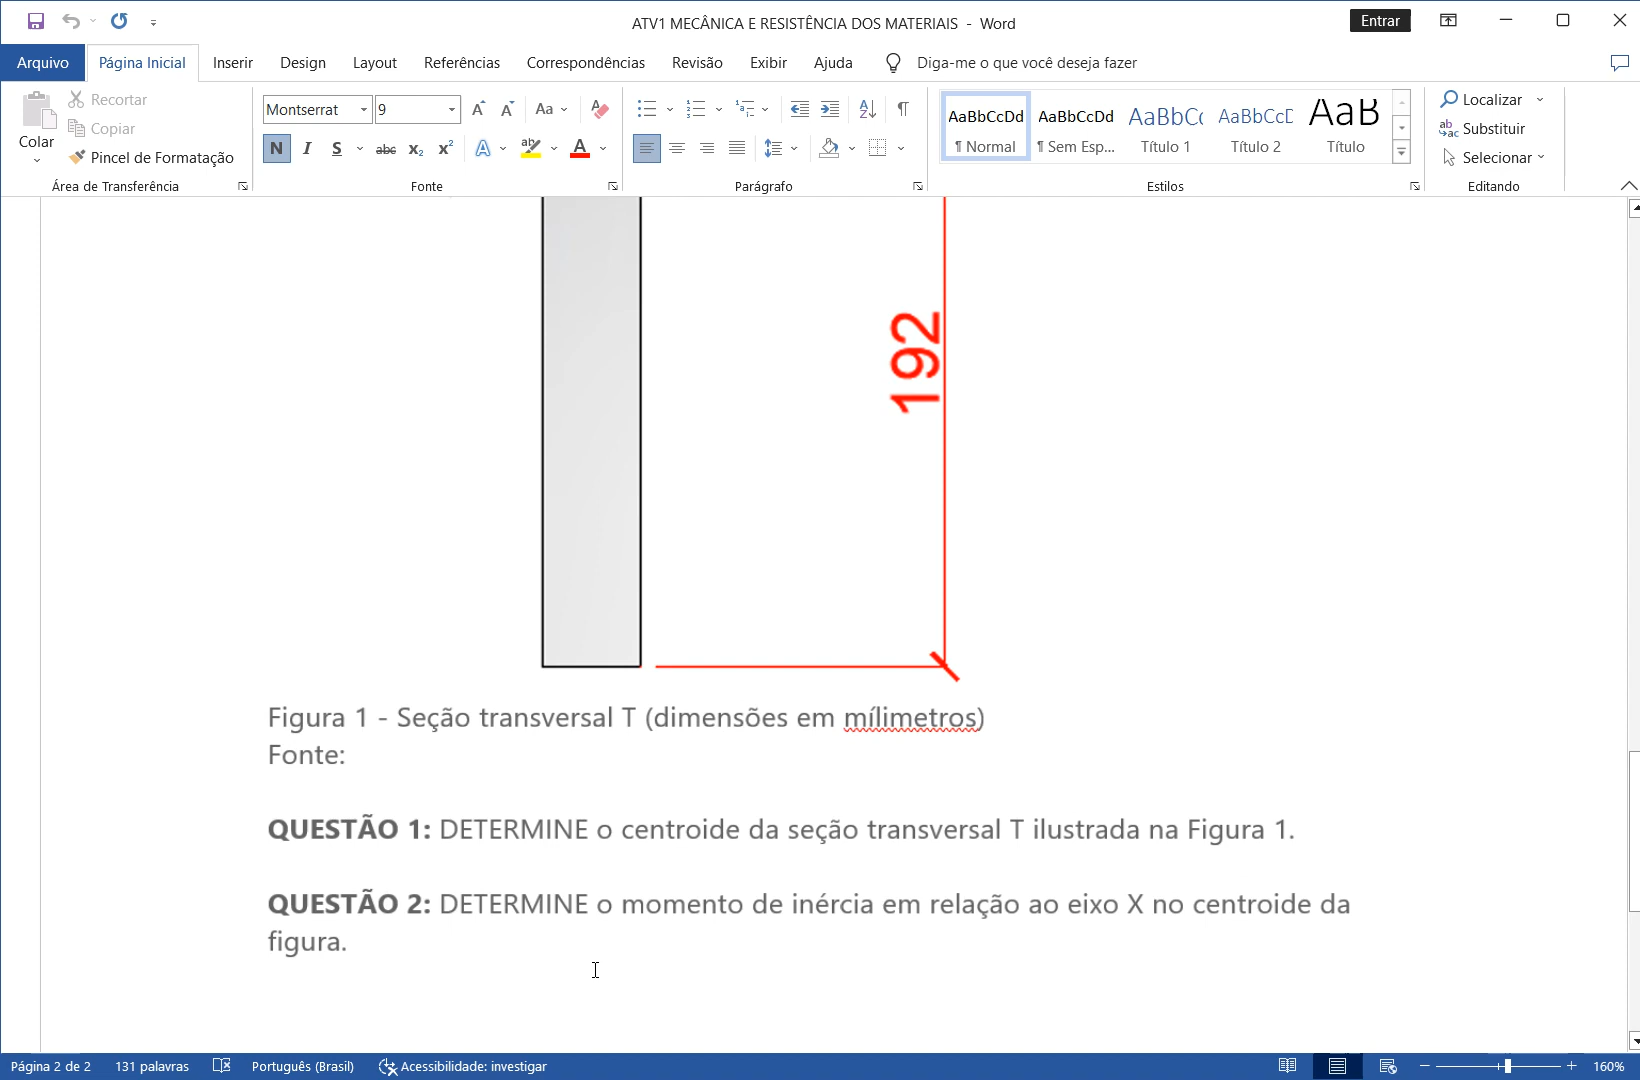 ATV1 MECÂNICA E RESISTÊNCIA DOS MATERIAIS - Word
Entrar
Arquivo
Página Inicial
Inserir
Design
Layout
Referências
Correspondências
Revisão
Exibir
Ajuda
Diga-me o que você deseja fazer
Colar
Recortar
Copiar
Pincel de Formatação
Área de Transferência
Montserrat
9
Aa
N I S abc x₂ x²
A
Fonte
Parágrafo
AaBbCcDd
¶ Normal
AaBbCcDd
¶ Sem Esp...
AaBbCc
Título 1
AaBbCcD
Título 2
AaB
Título
Estilos
Localizar
Substituir
Selecionar
Editando
192
Figura 1 - Seção transversal T (dimensões em mílimetros)
Fonte:
QUESTÃO 1: DETERMINE o centroide da seção transversal T ilustrada na Figura 1.
QUESTÃO 2: DETERMINE o momento de inércia em relação ao eixo X no centroide da
figura.
Página 2 de 2
131 palavras
Português (Brasil)
Acessibilidade: investigar
160%